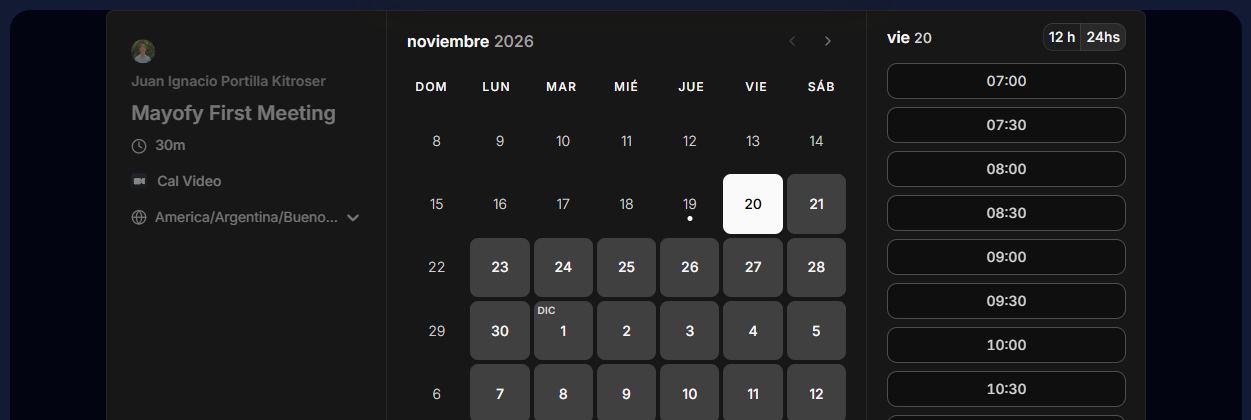 Juan Ignacio Portilla Kitroser
Mayofy First Meeting
30m
Cal Video
America/Argentina/Bueno...
noviembre 2026
DOM LUN MAR MIÉ JUE VIE SÁB
8 9 10 11 12 13 14
15 16 17 18 19 20 21
22 23 24 25 26 27 28
DIC
29 30 1 2 3 4 5
6 7 8 9 10 11 12
vie 20
12 h 24hs
07:00
07:30
08:00
08:30
09:00
09:30
10:00
10:30